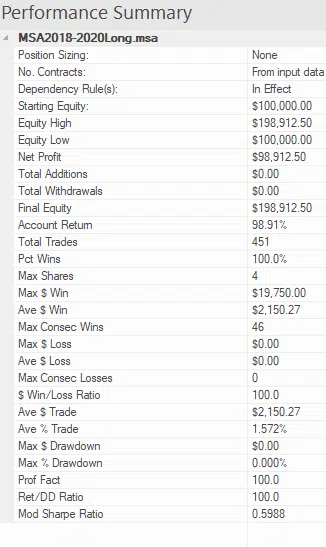 Performance Summary
MSA2018-2020Long.msa
Position Sizing: None
No. Contracts: From input data
Dependency Rule(s): In Effect
Starting Equity: $100,000.00
Equity High $198,912.50
Equity Low $100,000.00
Net Profit $98,912.50
Total Additions $0.00
Total Withdrawals $0.00
Final Equity $198,912.50
Account Return 98.91%
Total Trades 451
Pct Wins 100.0%
Max Shares 4
Max $ Win $19,750.00
Ave $ Win $2,150.27
Max Consec Wins 46
Max $ Loss $0.00
Ave $ Loss $0.00
Max Consec Losses 0
$ Win/Loss Ratio 100.0
Ave $ Trade $2,150.27
Ave % Trade 1.572%
Max $ Drawdown $0.00
Max % Drawdown 0.000%
Prof Fact 100.0
Ret/DD Ratio 100.0
Mod Sharpe Ratio 0.5988